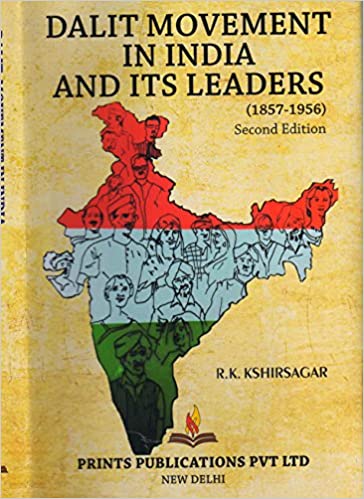 DALIT MOVEMENT
IN INDIA
AND ITS LEADERS
(1857-1956)
Second Edition
R.K. KSHIRSAGAR
PRINTS PUBLICATIONS PVT LTD
NEW DELHI